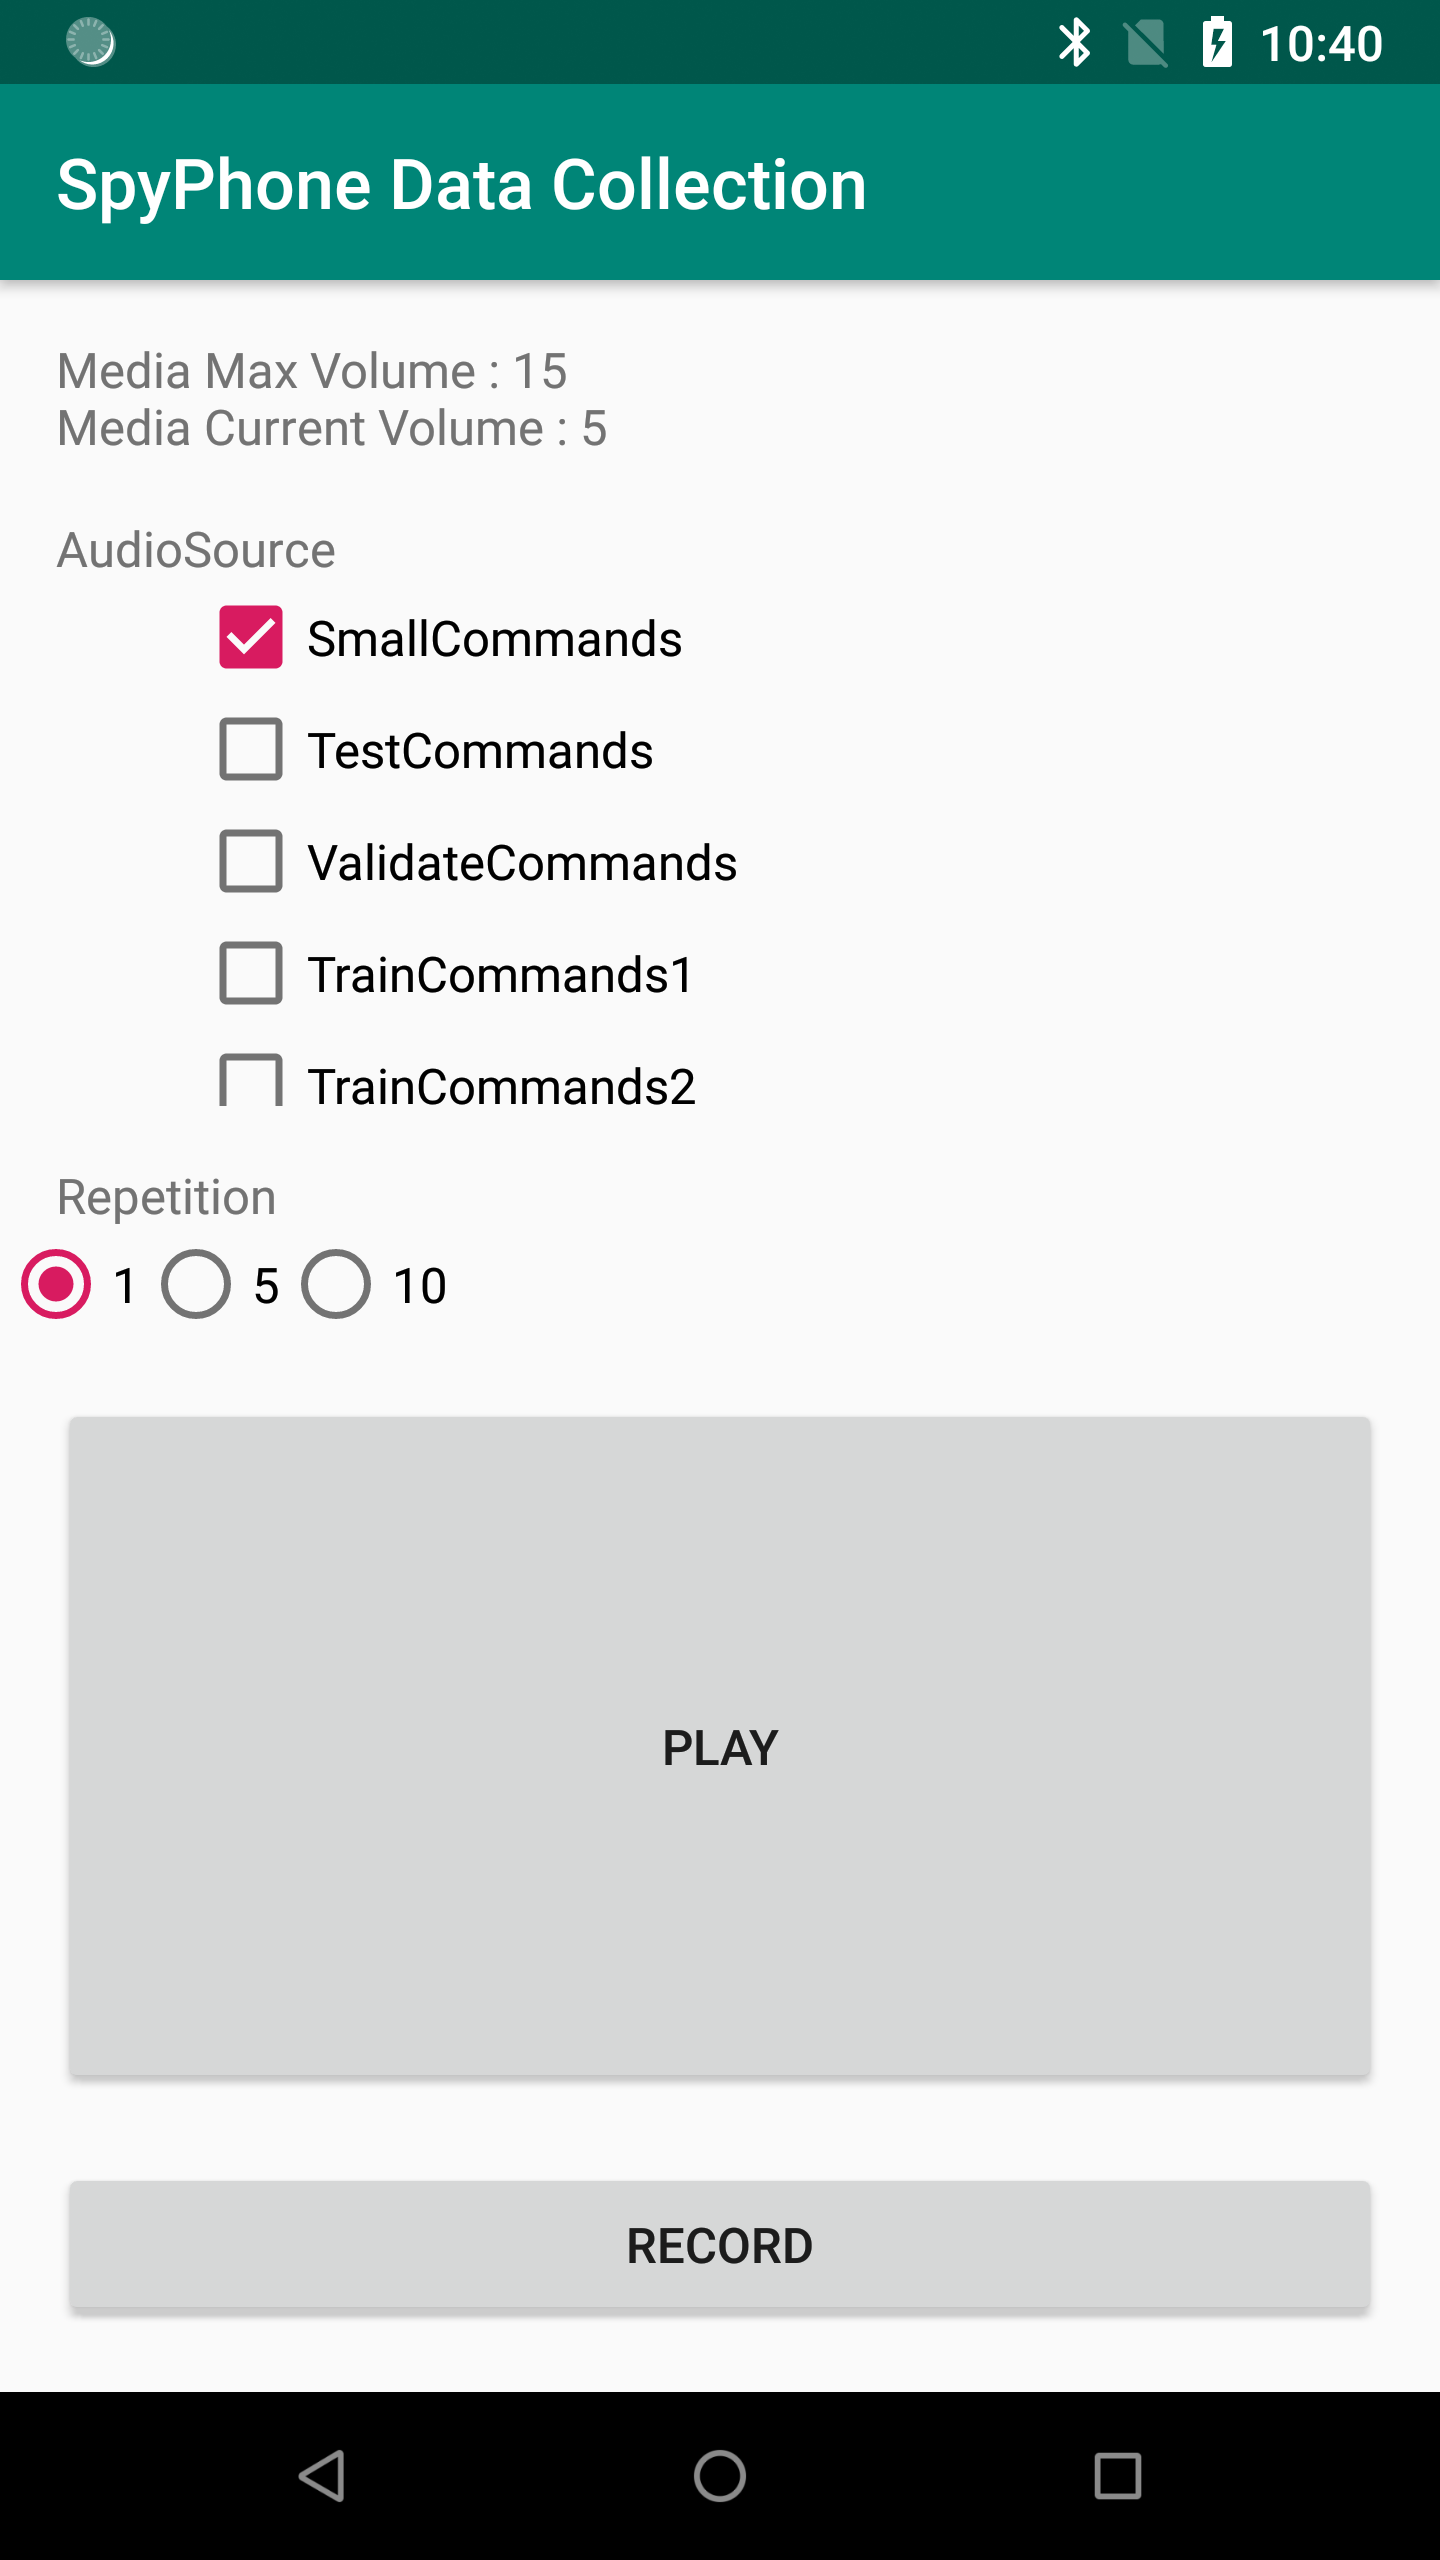 10:40
SpyPhone Data Collection
Media Max Volume : 15
Media Current Volume : 5
AudioSource
SmallCommands
TestCommands
ValidateCommands
TrainCommands1
TrainCommands2
Repetition
1 5 10
PLAY
RECORD